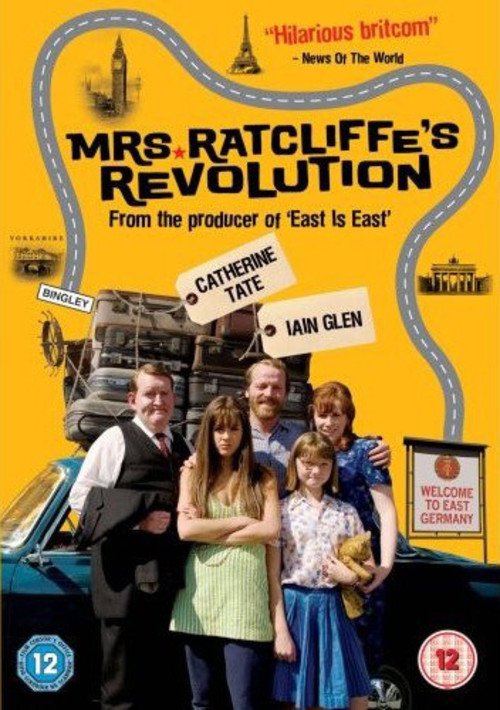 "Hilarious britcom"
- News Of The World
MRS RATCLIFFE'S
REVOLUTION
From the producer of 'East Is East'
YORKSHIRE
CATHERINE
TATE
BINGLEY
IAIN GLEN
WELCOME
TO EAST
GERMANY
12
12